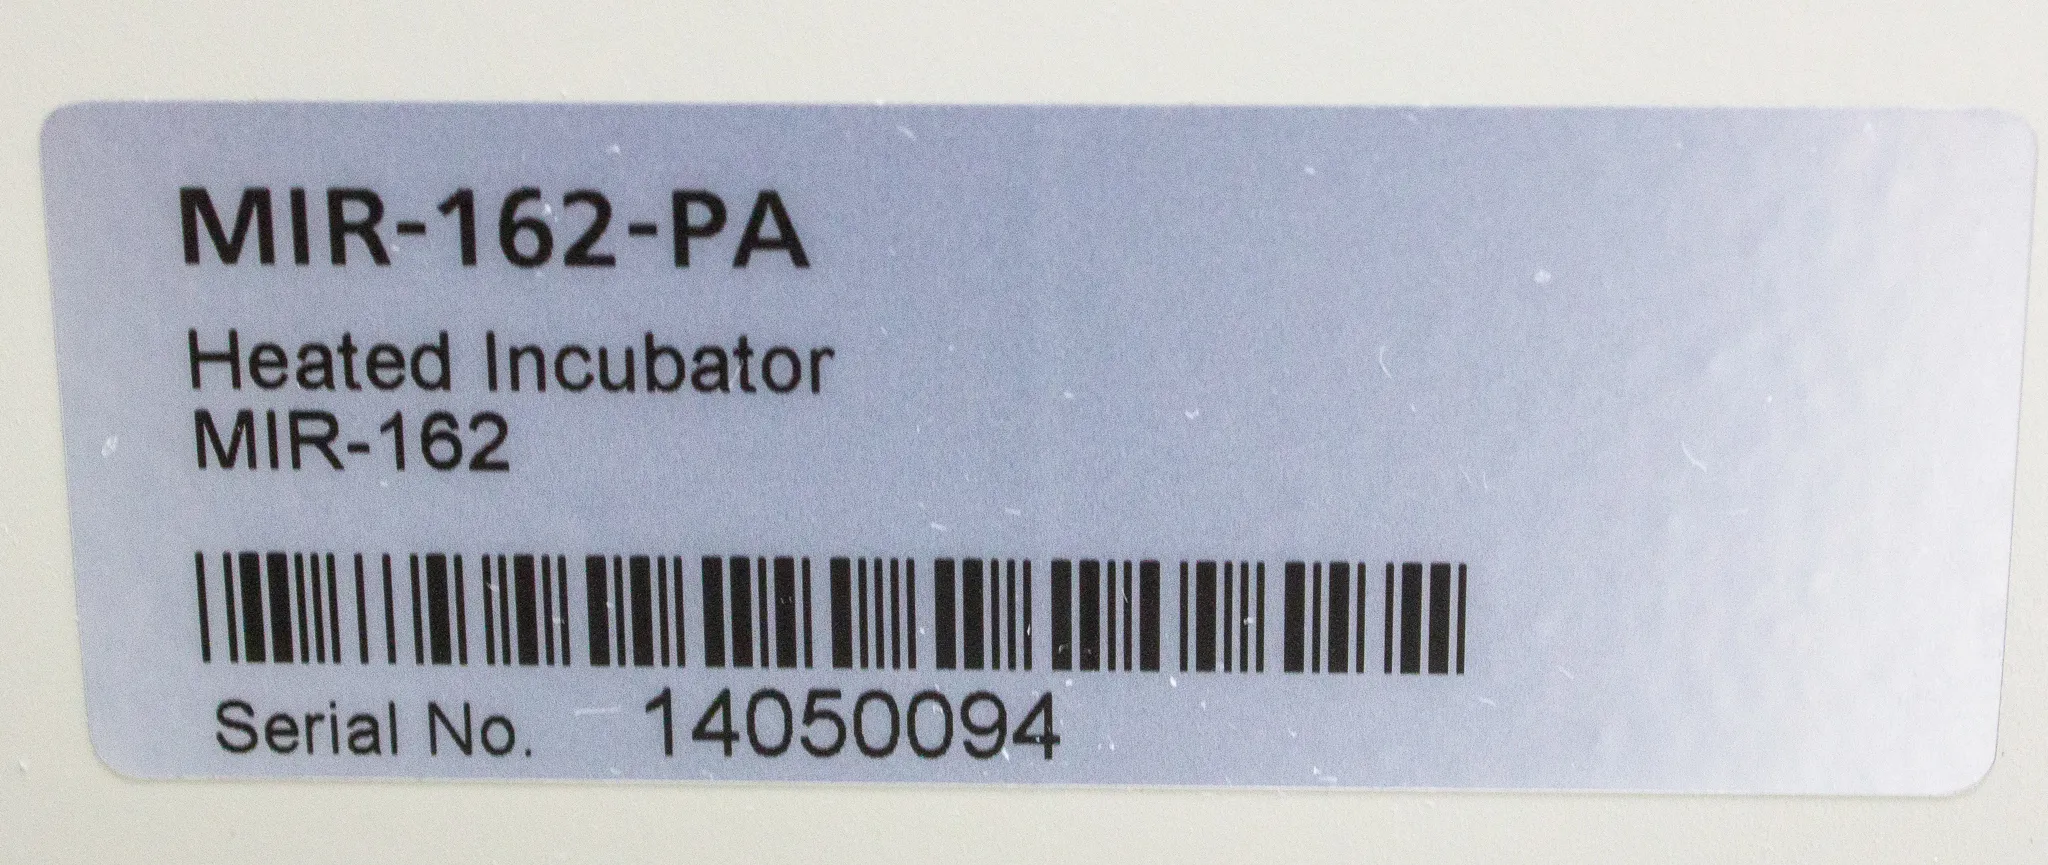 MIR-162-PA
Heated Incubator
MIR-162
Serial No. 14050094